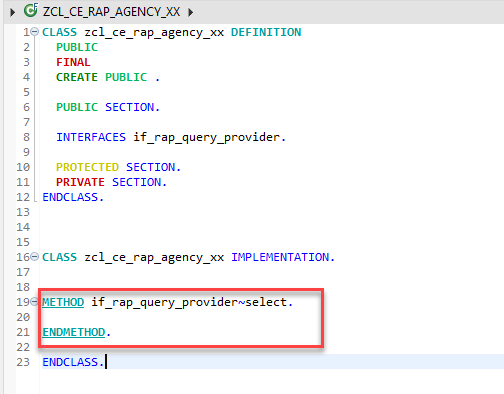 ZCL_CE_RAP_AGENCY_XX
1 CLASS zcl_ce_rap_agency_xx DEFINITION
2 PUBLIC
3 FINAL
4 CREATE PUBLIC .
5
6 PUBLIC SECTION.
7
8 INTERFACES if_rap_query_provider.
9
10 PROTECTED SECTION.
11 PRIVATE SECTION.
12 ENDCLASS.
13
14
15
16 CLASS zcl_ce_rap_agency_xx IMPLEMENTATION.
17
18
19 METHOD if_rap_query_provider~select.
20
21 ENDMETHOD.
22
23 ENDCLASS.